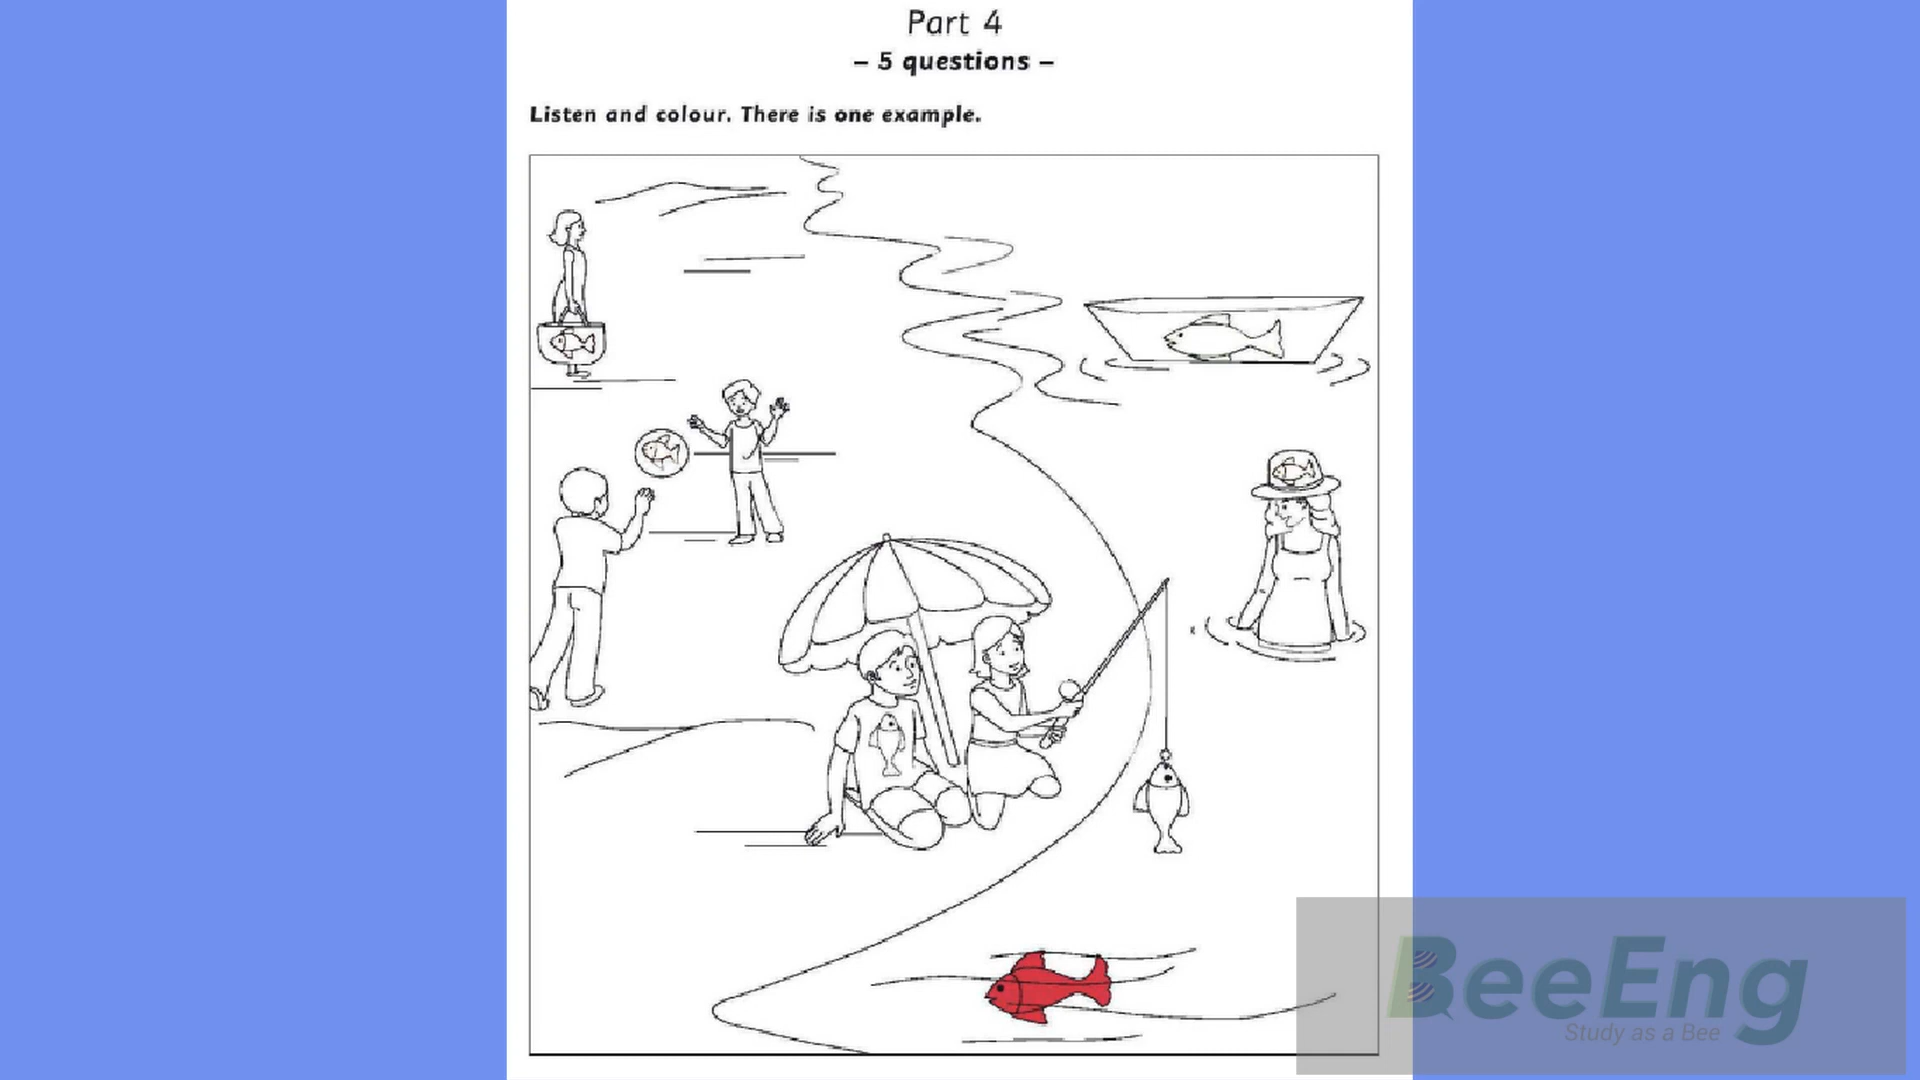 Part 4
– 5 questions –
Listen and colour. There is one example.
BeeEng
Study as a Bee